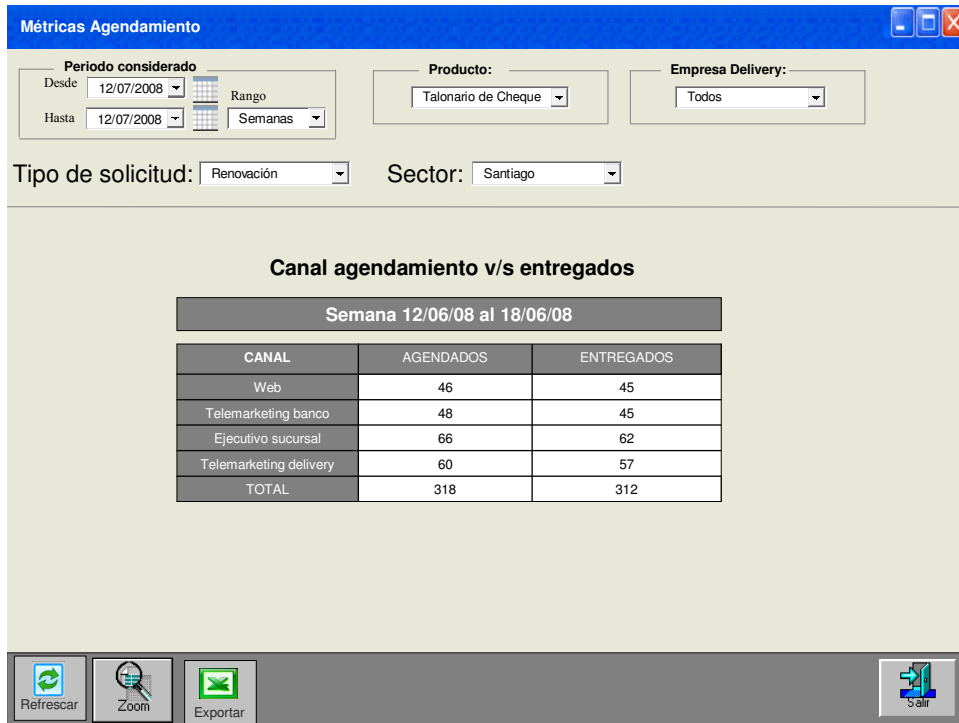 Métricas Agendamiento
Periodo considerado
Desde 12/07/2008
Rango
Hasta 12/07/2008 Semanas
Producto:
Talonario de Cheque
Empresa Delivery:
Todos
Tipo de solicitud: Renovación Sector: Santiago
Canal agendamiento v/s entregados
Semana 12/06/08 al 18/06/08
CANAL AGENDADOS ENTREGADOS
Web 46 45
Telemarketing banco 48 45
Ejecutivo sucursal 66 62
Telemarketing delivery 60 57
TOTAL 318 312
Refrescar Zoom Exportar Salir